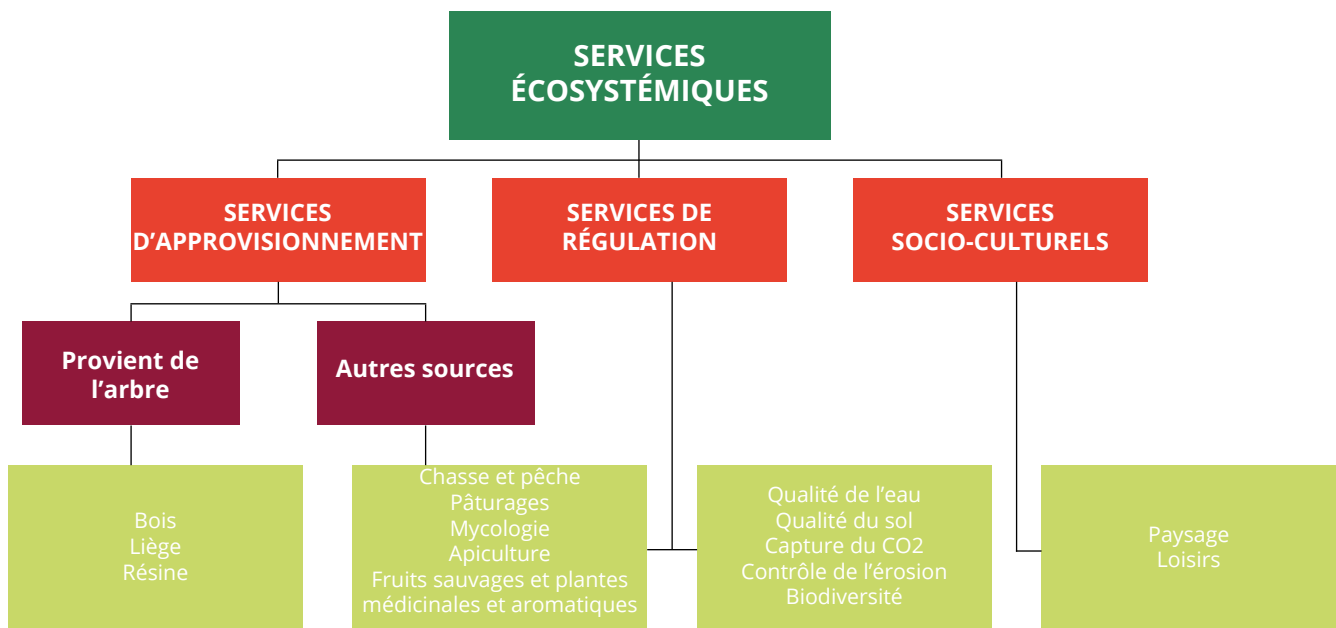 SERVICES
ÉCOSYSTÉMIQUES
SERVICES
D’APPROVISIONNEMENT
SERVICES DE
RÉGULATION
SERVICES
SOCIO-CULTURELS
Provient de
l’arbre
Autres sources
Bois
Liège
Résine
Chasse et pêche
Pâturages
Mycologie
Apiculture
Fruits sauvages et plantes
médicinales et aromatiques
Qualité de l’eau
Qualité du sol
Capture du CO2
Contrôle de l’érosion
Biodiversité
Paysage
Loisirs